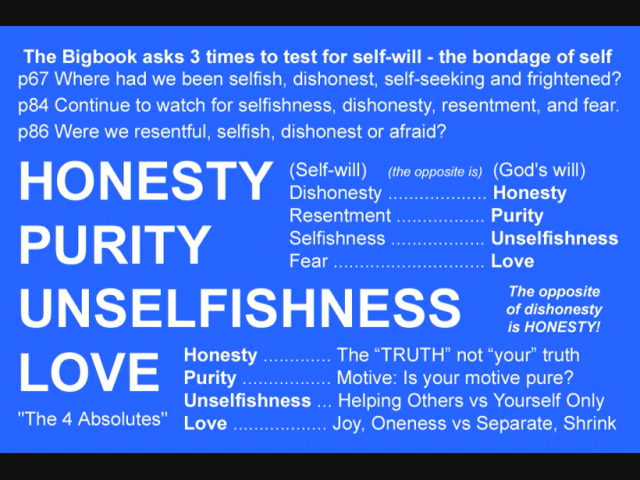 The Bigbook asks 3 times to test for self-will - the bondage of self
p67 Where had we been selfish, dishonest, self-seeking and frightened?
p84 Continue to watch for selfishness, dishonesty, resentment, and fear.
p86 Were we resentful, selfish, dishonest or afraid?
HONESTY
PURITY
UNSELFISHNESS
LOVE
"The 4 Absolutes"
(Self-will) (the opposite is) (God's will)
Dishonesty ................... Honesty
Resentment ................ Purity
Selfishness ................. Unselfishness
Fear ........................... Love
The opposite
of dishonesty
is HONESTY!
Honesty ............. The “TRUTH” not “your” truth
Purity ................. Motive: Is your motive pure?
Unselfishness ... Helping Others vs Yourself Only
Love .................. Joy, Oneness vs Separate, Shrink